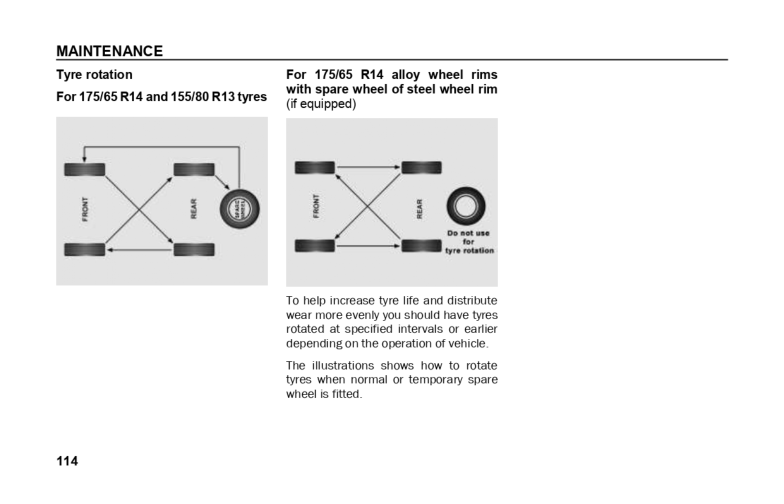 MAINTENANCE
Tyre rotation
For 175/65 R14 and 155/80 R13 tyres
FRONT
REAR
SPARE
WHEEL
For 175/65 R14 alloy wheel rims
with spare wheel of steel wheel rim
(if equipped)
FRONT
REAR
Do not use
for
tyre rotation
To help increase tyre life and distribute
wear more evenly you should have tyres
rotated at specified intervals or earlier
depending on the operation of vehicle.
The illustrations shows how to rotate
tyres when normal or temporary spare
wheel is fitted.
114